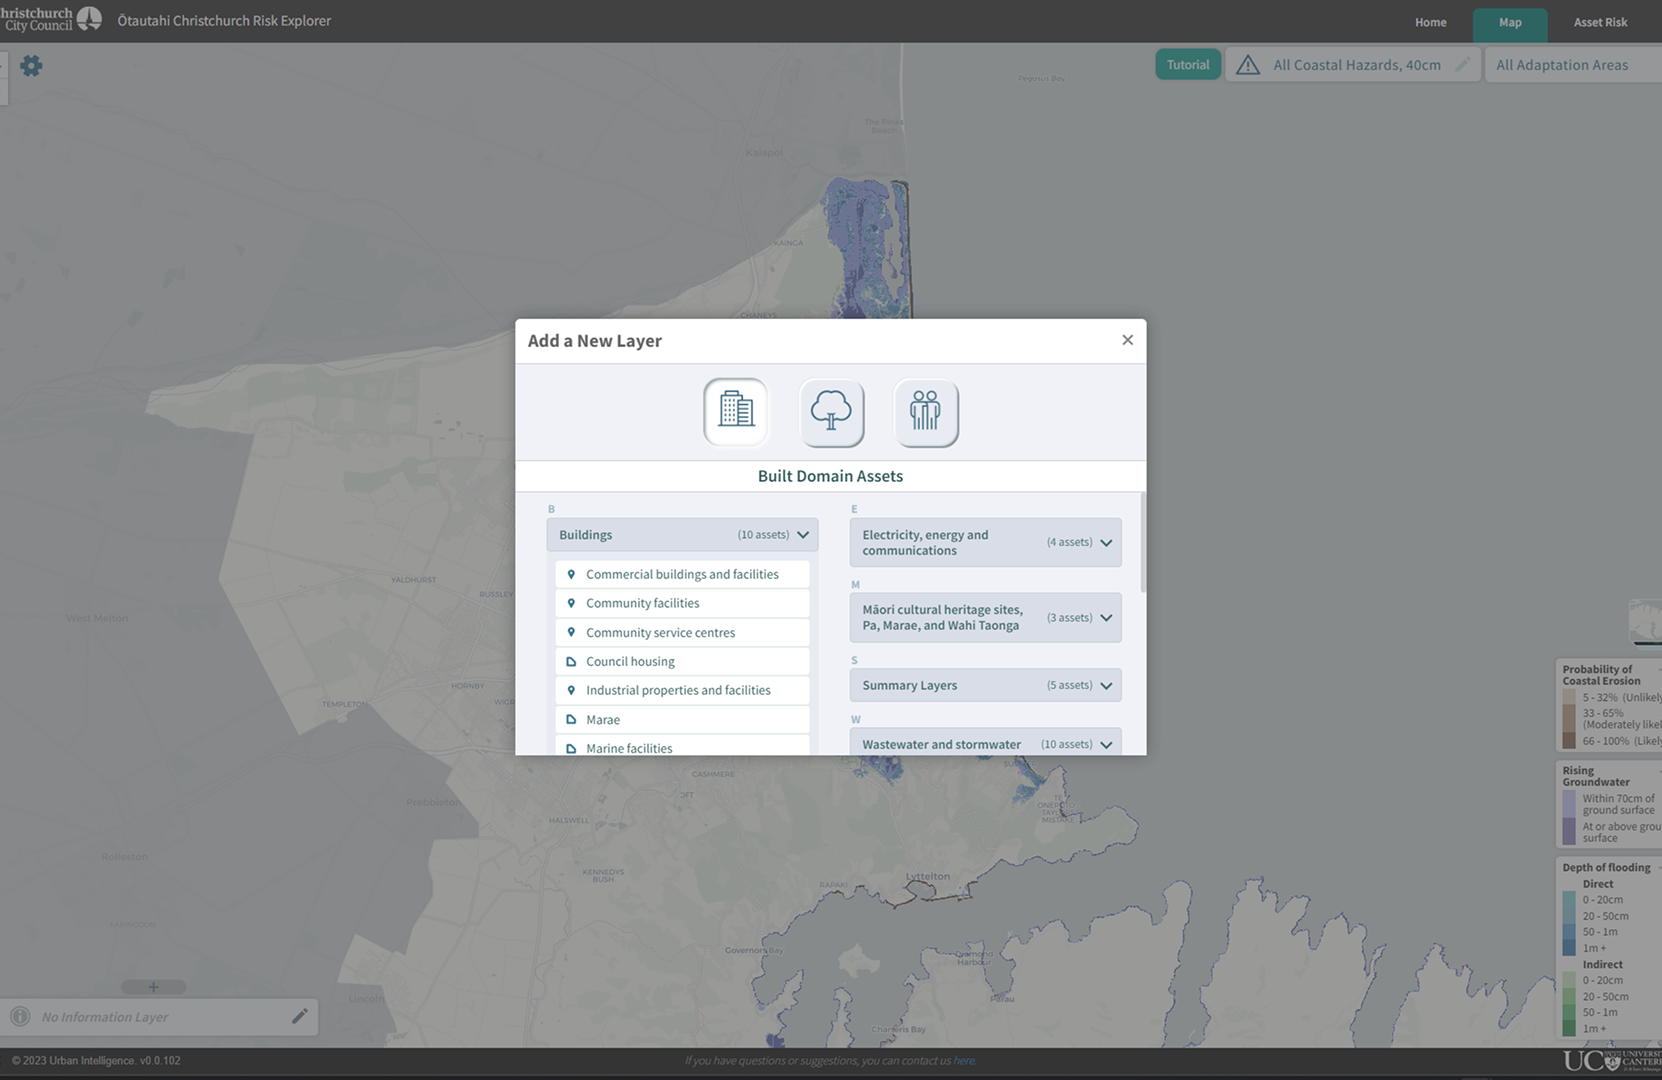 City Council
Ōtautahi Christchurch Risk Explorer
Home
Map
Asset Risk
Tutorial
All Coastal Hazards, 40cm
All Adaptation Areas
Pegasus Bay
The Pines
Beach
Kaiapoi
KAINGA
CHANEYS
Add a New Layer
Built Domain Assets
B
Buildings
(10 assets)
Commercial buildings and facilities
Community facilities
Community service centres
Council housing
Industrial properties and facilities
Marae
Marine facilities
E
Electricity, energy and
communications
(4 assets)
M
Māori cultural heritage sites,
Pa, Marae, and Wahi Taonga
(3 assets)
S
Summary Layers
(5 assets)
W
Wastewater and stormwater
(10 assets)
YALDHURST
RUSSLEY
West Melton
HORNBY
TEMPLETON
CASHMERE
Prebbleton
HALSWELL
Rolleston
KENNEDYS
BUSH
RAPAKI
Lyttelton
Governors Bay
Diamond
Harbour
Purau
Lincoln
Charteris Bay
Probability of
Coastal Erosion
5 - 32% (Unlikely
33 - 65%
(Moderately likel
66 - 100% (Likely
Rising
Groundwater
Within 70cm of
ground surface
At or above grou
surface
Depth of flooding
Direct
0 - 20cm
20 - 50cm
50 - 1m
1m +
Indirect
0 - 20cm
20 - 50cm
50 - 1m
1m +
No Information Layer
© 2023 Urban Intelligence. v0.0.102
If you have questions or suggestions, you can contact us here.
UC